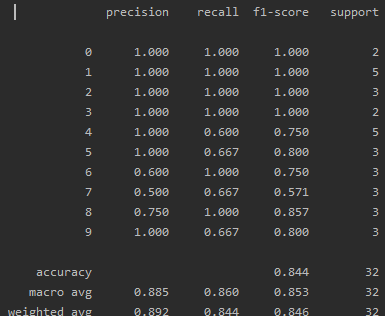 precision recall f1-score support
0 1.000 1.000 1.000 2
1 1.000 1.000 1.000 5
2 1.000 1.000 1.000 3
3 1.000 1.000 1.000 2
4 1.000 0.600 0.750 5
5 1.000 0.667 0.800 3
6 0.600 1.000 0.750 3
7 0.500 0.667 0.571 3
8 0.750 1.000 0.857 3
9 1.000 0.667 0.800 3
accuracy 0.844 32
macro avg 0.885 0.860 0.853 32
weighted avg 0.892 0.844 0.846 32